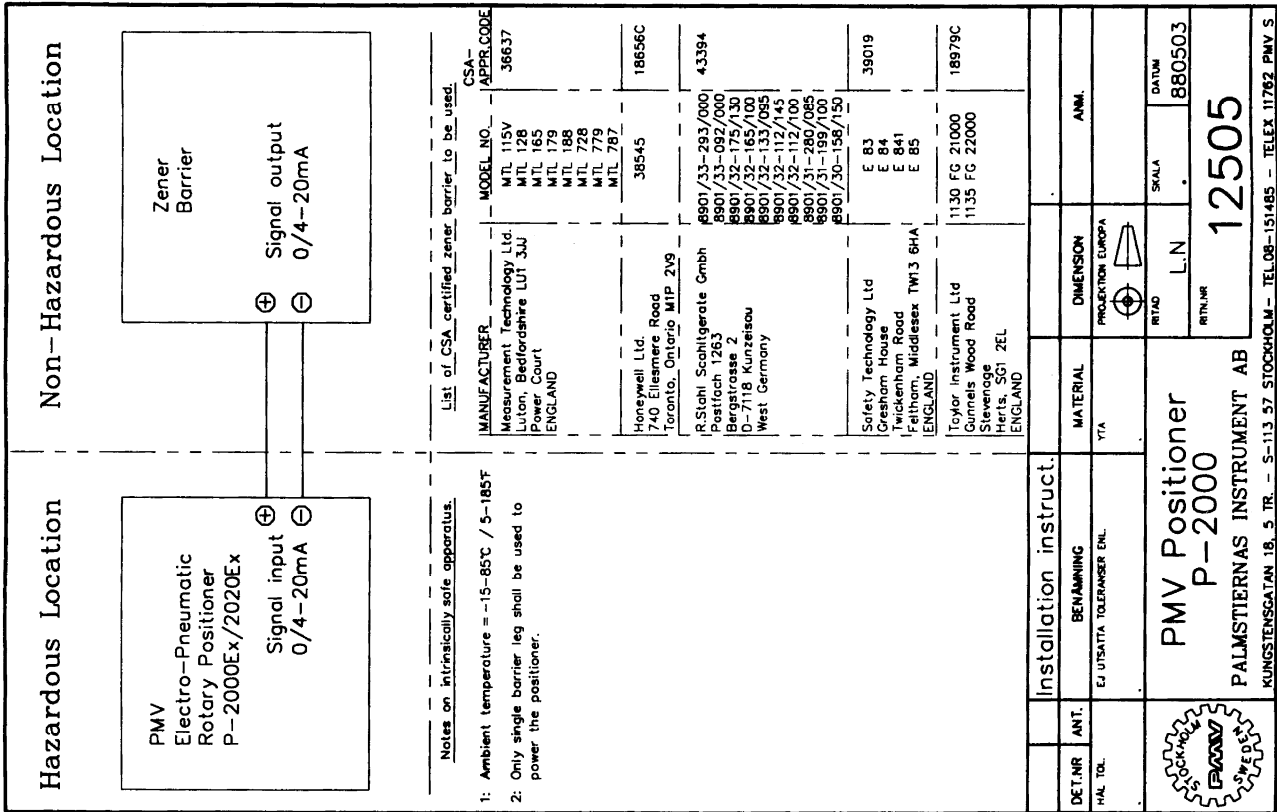 Hazardous Location
Non-Hazardous Location
PMV
Electro-Pneumatic
Rotary Positioner
P-2000Ex/2020Ex
Signal input ⊕
0/4-20mA ⊖
Zener
Barrier
⊕ Signal output
⊖ 0/4-20mA
Notes on intrinsically safe apparatus.
1: Ambient temperature = -15-85°C / 5-185°F
2: Only single barrier leg shall be used to
power the positioner.
List of CSA certified zener barrier to be used.
MANUFACTURER MODEL NO. CSA-APPR.CODE
Measurement Technology Ltd. MTL 115V 36637
Luton, Bedfordshire LU1 3JJ MTL 128
Power Court MTL 165
ENGLAND MTL 179
MTL 188
MTL 728
MTL 779
MTL 787
Honeywell Ltd. 38545 18656C
740 Ellesmere Road
Toronto, Ontario M1P 2V9
R.Stahl Scahltgerate Gmbh 8901/33-293/000 43394
Postfach 1263 8901/33-092/000
Bergstrasse 2 8901/32-175/130
D-7118 Kunzeisau 8901/32-165/100
West Germany 8901/32-133/095
8901/32-112/145
8901/32-112/100
8901/31-280/085
8901/31-199/100
8901/30-158/150
Safety Technology Ltd E 83 39019
Gresham House E 84
Twickenham Road E 841
Feltham, Middlesex TW13 6HA E 85
ENGLAND
Taylor Instrument Ltd 1130 FG 21000 18979C
Gunnels Wood Road 1135 FG 22000
Stevenage
Herts, SG1 2EL
ENGLAND
Installation instruct.
DET.NR ANT. BENÄMNING MATERIAL DIMENSION ANM.
HÅL TOL. EJ UTSATTA TOLERANSER ENL. YTA PROJEKTION EUROPA
STOCKHOLM
PMV
SWEDEN
PMV Positioner
P-2000
PALMSTIERNAS INSTRUMENT AB
RITAD L.N
SKALA
DATUM 880503
RITN.NR 12505
KUNGSTENSGATAN 18, 5 TR. - S-113 57 STOCKHOLM- TEL.08-151485 - TELEX 11762 PMV S